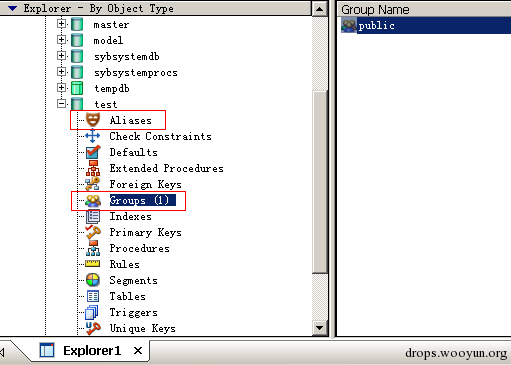 Explorer - By Object Type
master
model
sybsystemdb
sybsystemprocs
tempdb
test
Aliases
Check Constraints
Defaults
Extended Procedures
Foreign Keys
Groups (1)
Indexes
Primary Keys
Procedures
Rules
Segments
Tables
Triggers
Unique Keys
Group Name
public
Explorer1
drops.wooyun.org